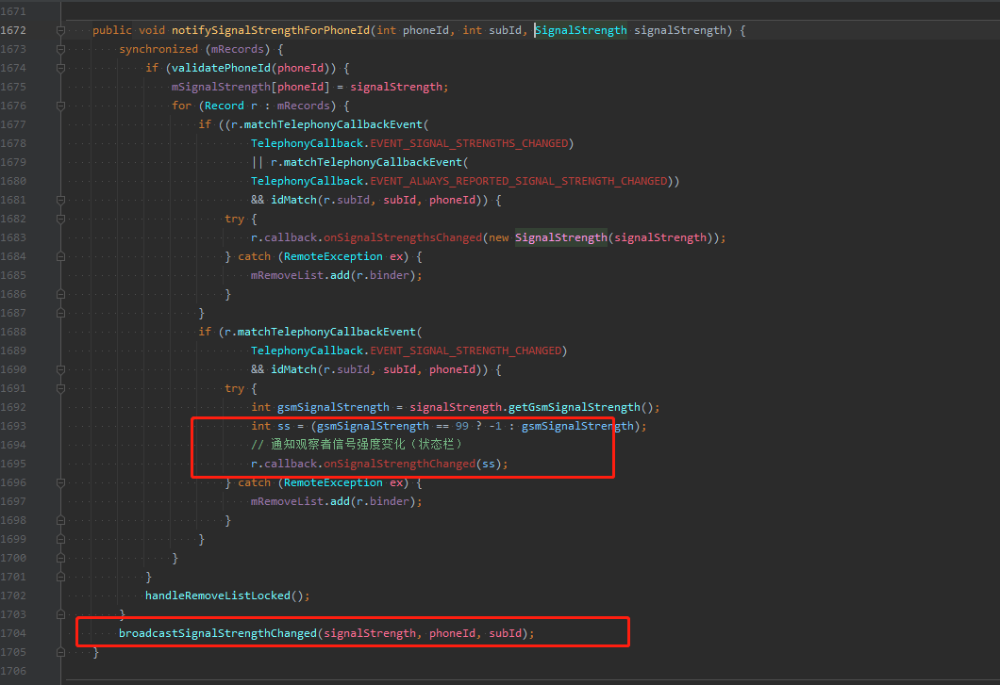 1671
1672 public void notifySignalStrengthForPhoneId(int phoneId, int subId, SignalStrength signalStrength) {
1673 synchronized (mRecords) {
1674 if (validatePhoneId(phoneId)) {
1675 mSignalStrength[phoneId] = signalStrength;
1676 for (Record r : mRecords) {
1677 if ((r.matchTelephonyCallbackEvent(
1678 TelephonyCallback.EVENT_SIGNAL_STRENGTHS_CHANGED)
1679 || r.matchTelephonyCallbackEvent(
1680 TelephonyCallback.EVENT_ALWAYS_REPORTED_SIGNAL_STRENGTH_CHANGED))
1681 && idMatch(r.subId, subId, phoneId)) {
1682 try {
1683 r.callback.onSignalStrengthsChanged(new SignalStrength(signalStrength));
1684 } catch (RemoteException ex) {
1685 mRemoveList.add(r.binder);
1686 }
1687 }
1688 if (r.matchTelephonyCallbackEvent(
1689 TelephonyCallback.EVENT_SIGNAL_STRENGTH_CHANGED)
1690 && idMatch(r.subId, subId, phoneId)) {
1691 try {
1692 int gsmSignalStrength = signalStrength.getGsmSignalStrength();
1693 int ss = (gsmSignalStrength == 99 ? -1 : gsmSignalStrength);
1694 // 通知观察者信号强度变化（状态栏）
1695 r.callback.onSignalStrengthChanged(ss);
1696 } catch (RemoteException ex) {
1697 mRemoveList.add(r.binder);
1698 }
1699 }
1700 }
1701 }
1702 handleRemoveListLocked();
1703 }
1704 broadcastSignalStrengthChanged(signalStrength, phoneId, subId);
1705 }
1706